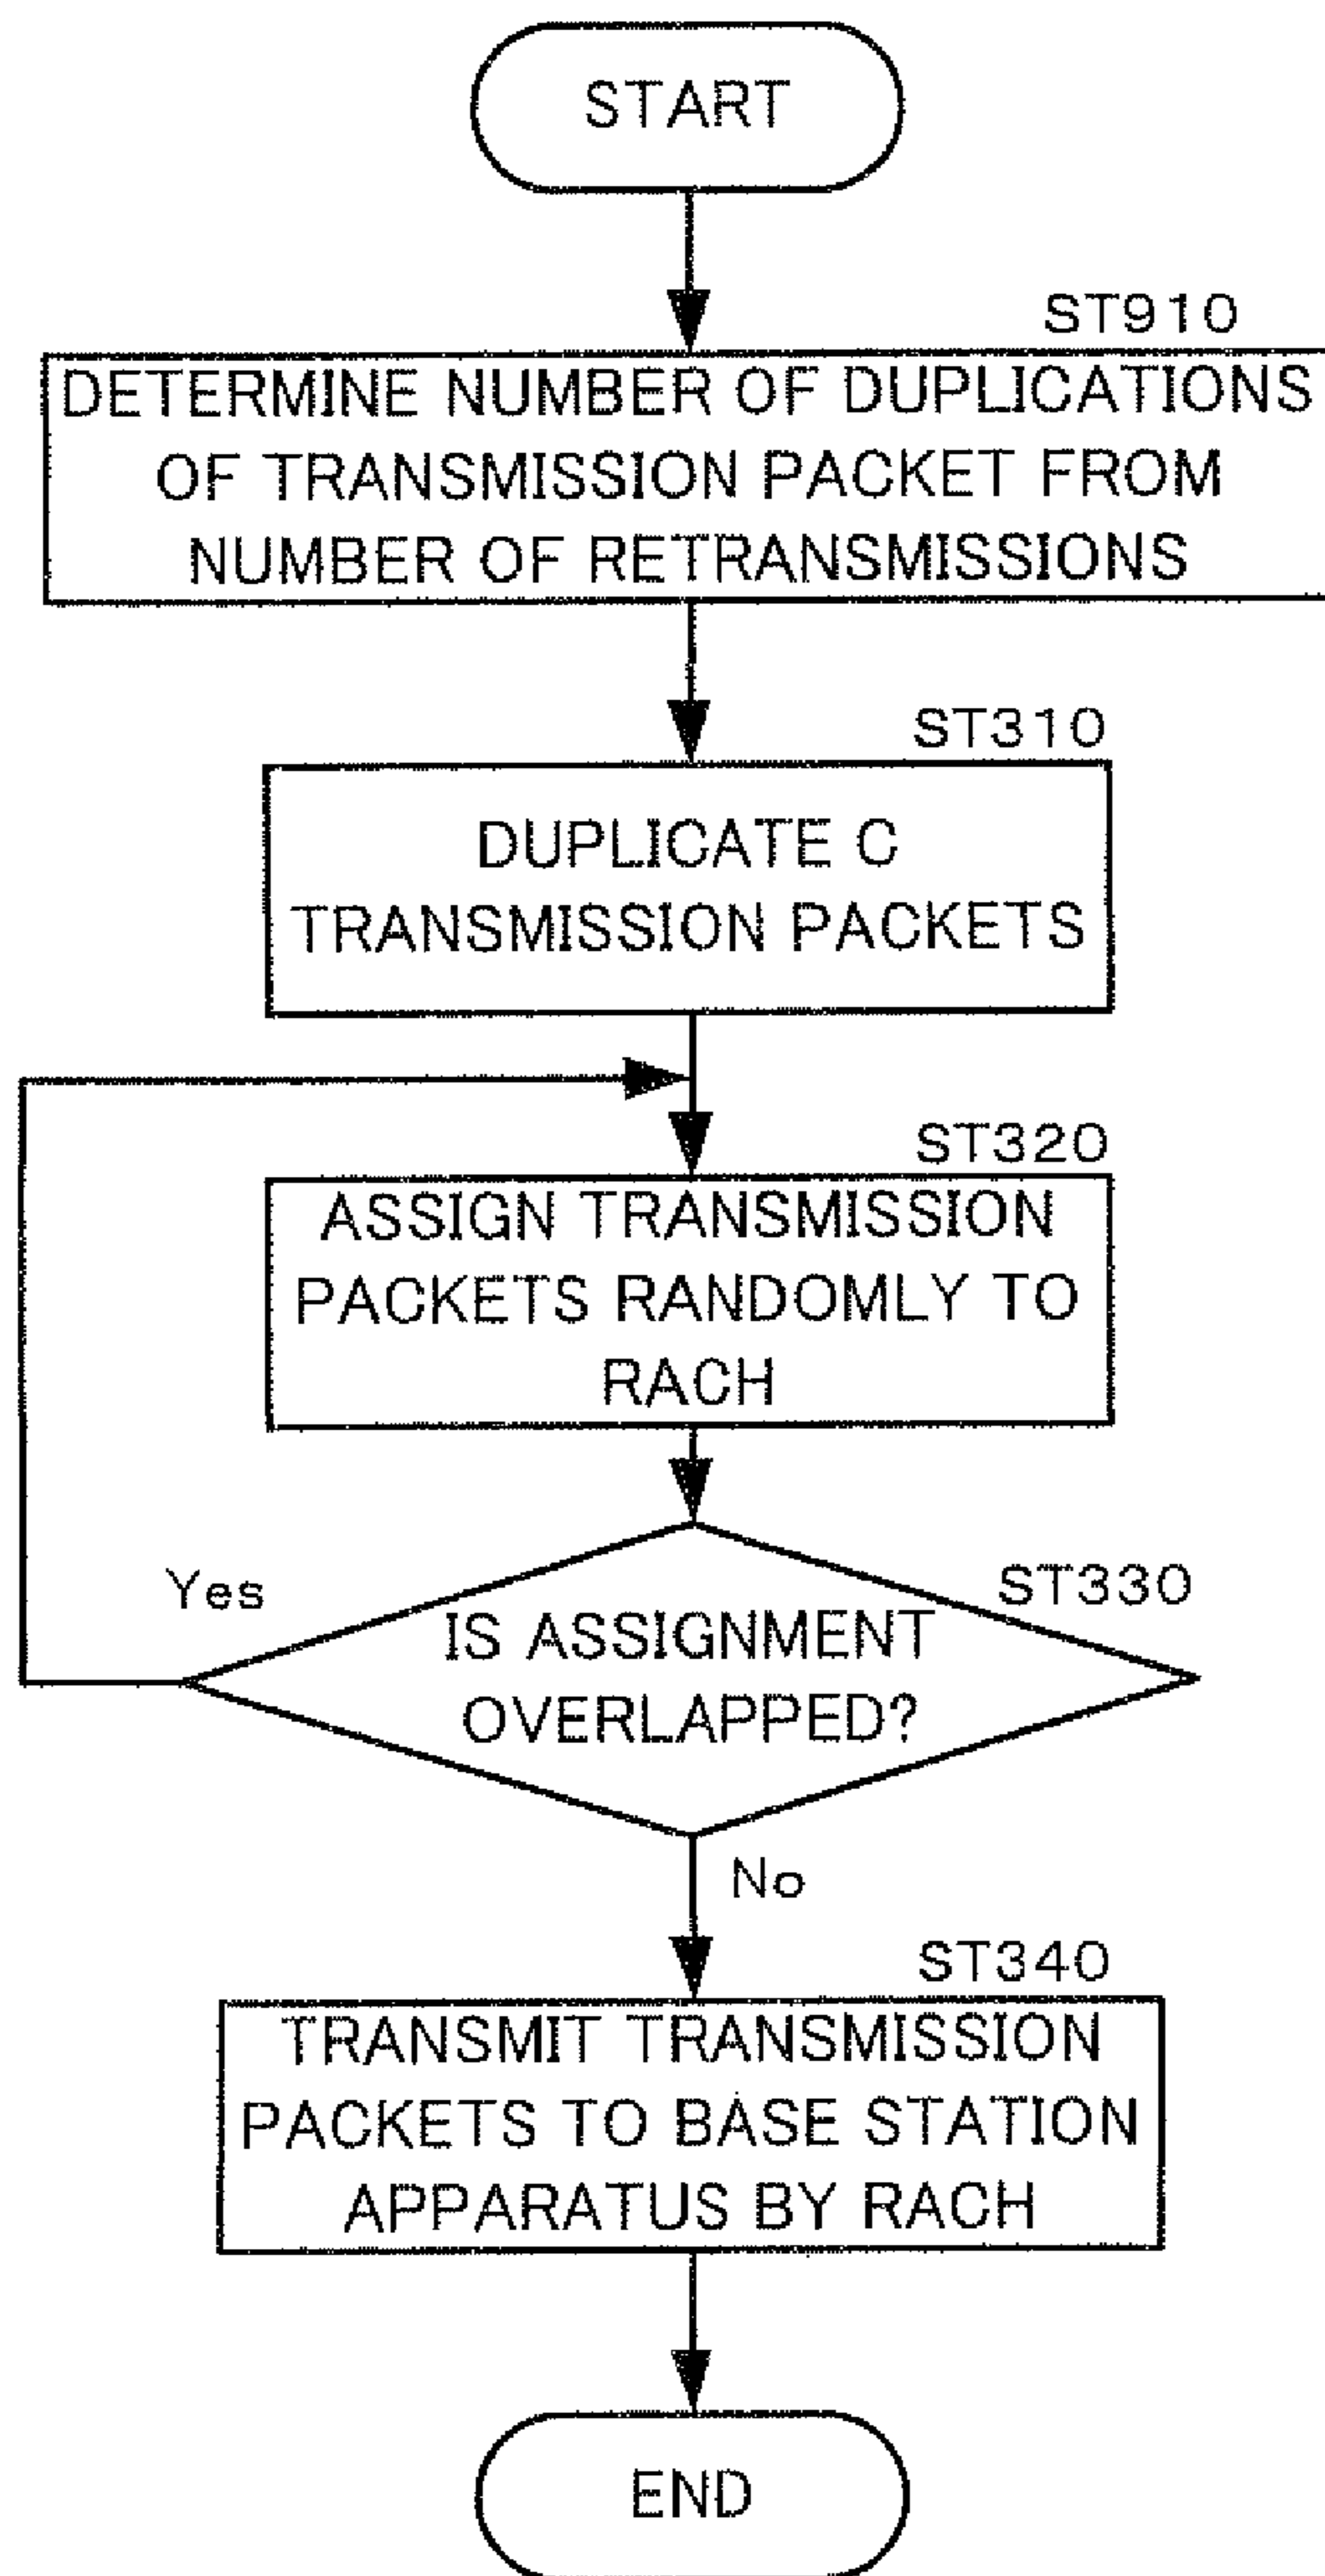 START
ST910
DETERMINE NUMBER OF DUPLICATIONS
OF TRANSMISSION PACKET FROM
NUMBER OF RETRANSMISSIONS
ST310
DUPLICATE C
TRANSMISSION PACKETS
ST320
ASSIGN TRANSMISSION
PACKETS RANDOMLY TO
RACH
Yes
ST330
IS ASSIGNMENT
OVERLAPPED?
No
ST340
TRANSMIT TRANSMISSION
PACKETS TO BASE STATION
APPARATUS BY RACH
END